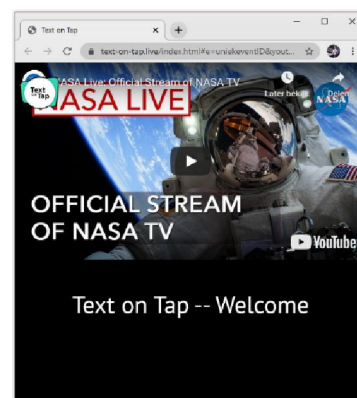 Text on Tap
text-on-tap.live/index.html#e=uniekeventID&yout...
NASA Live: Official Stream of NASA TV
Text
on Tap
NASA LIVE
Later bekij...
Delen
NASA
OFFICIAL STREAM
OF NASA TV
YouTube
Text on Tap -- Welcome